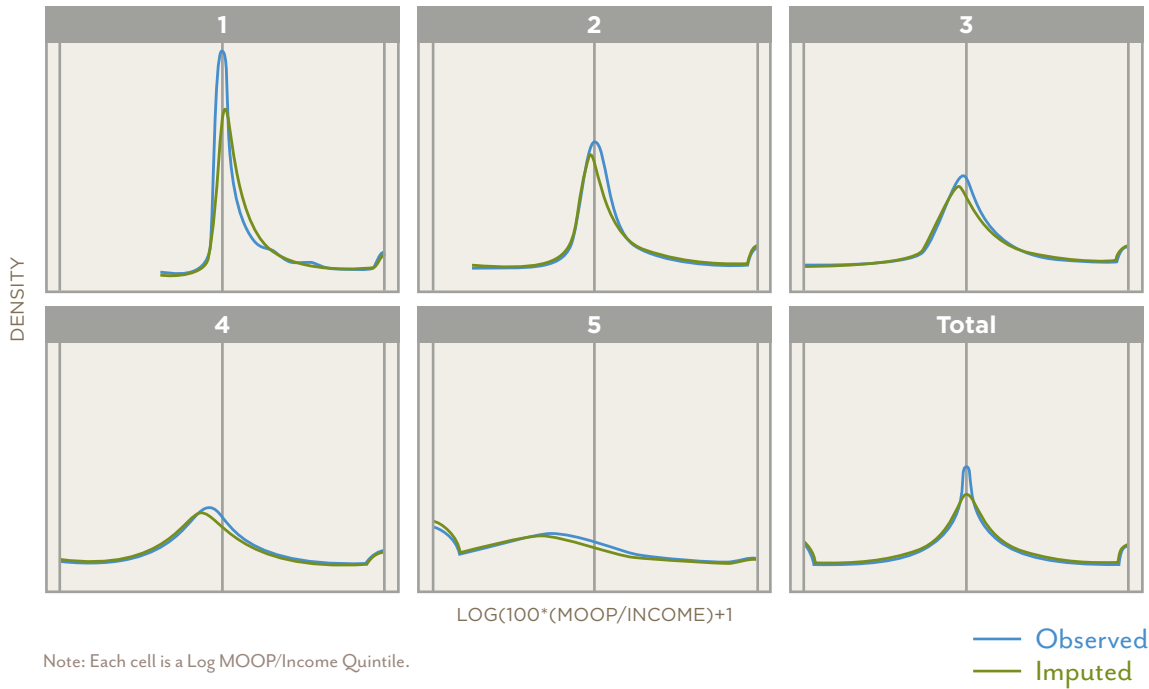 1
2
3
DENSITY
4
5
Total
LOG(100*(MOOP/INCOME)+1
Note: Each cell is a Log MOOP/Income Quintile.
Observed
Imputed